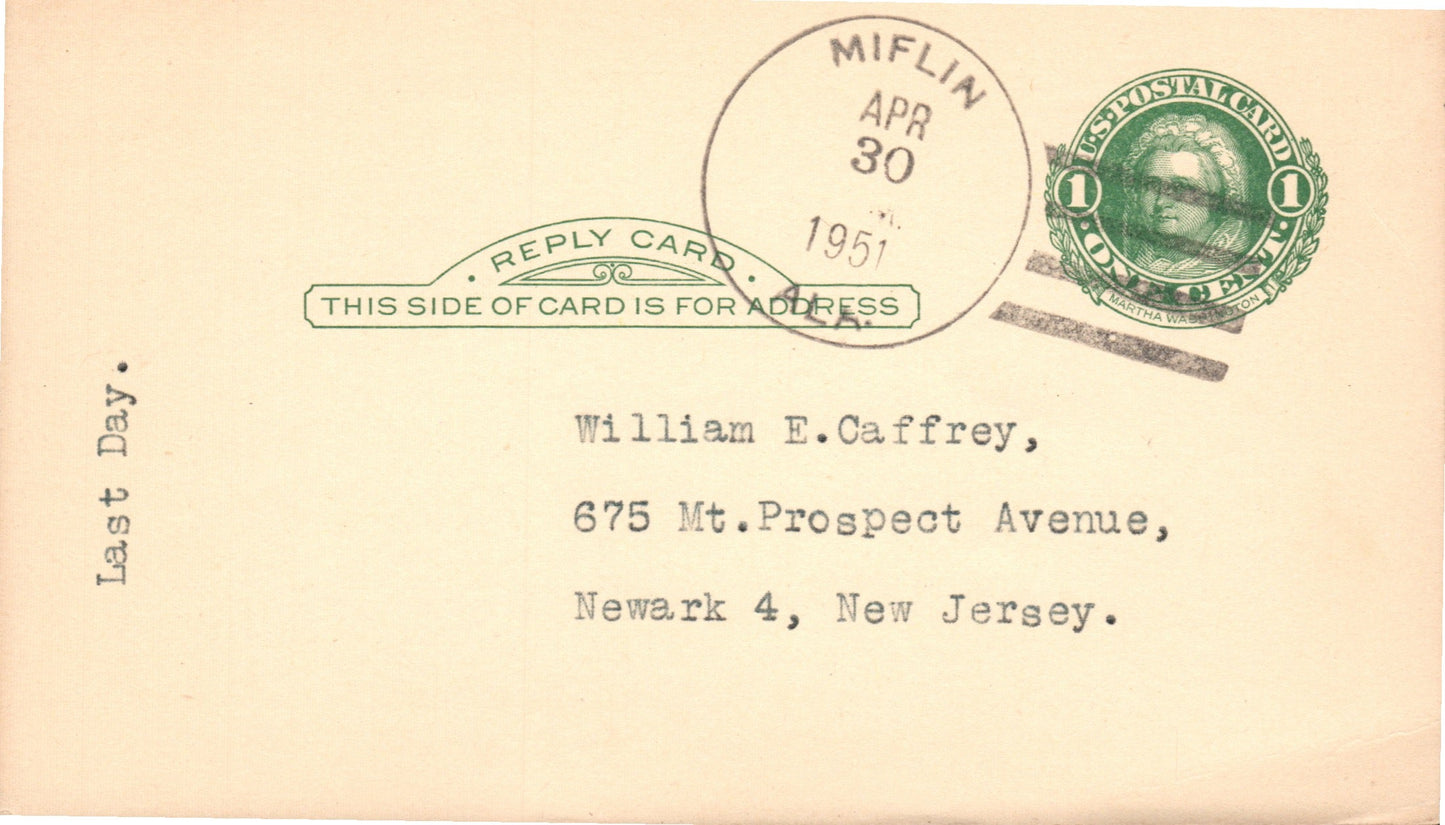 MIFLIN
APR
30
1951
ALA.
U.S. POSTAL CARD
1 1
ONE CENT
MARTHA WASHINGTON
· REPLY CARD ·
THIS SIDE OF CARD IS FOR ADDRESS
Last Day.
William E.Caffrey,
675 Mt.Prospect Avenue,
Newark 4, New Jersey.